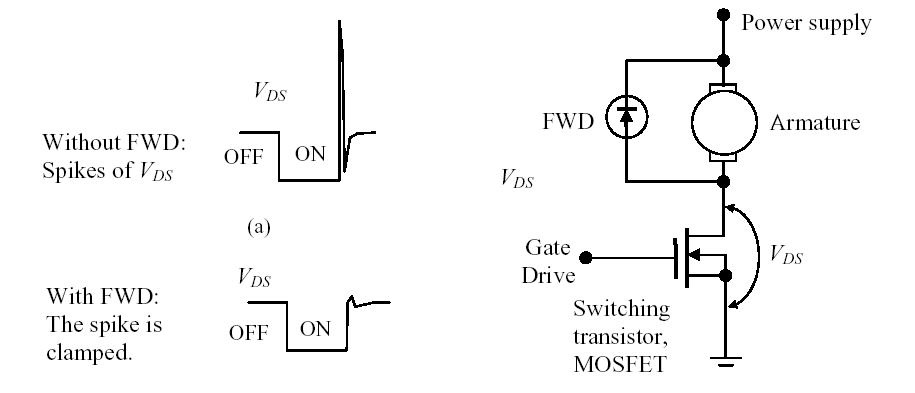 V_DS
Without FWD:
Spikes of V_DS
OFF
ON
(a)
V_DS
With FWD:
The spike is
clamped.
OFF
ON
Power supply
FWD
Armature
V_DS
Gate
Drive
V_DS
Switching
transistor,
MOSFET